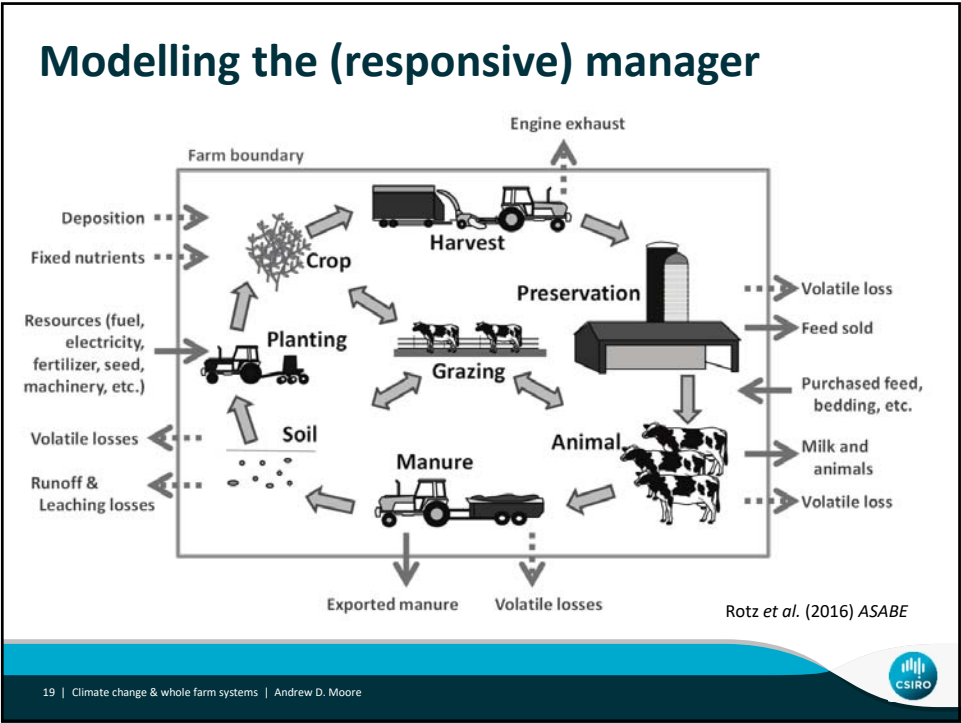 Modelling the (responsive) manager
Engine exhaust
Farm boundary
Deposition
Fixed nutrients
Crop
Harvest
Preservation
Volatile loss
Feed sold
Resources (fuel,
electricity,
fertilizer, seed,
machinery, etc.)
Planting
Grazing
Purchased feed,
bedding, etc.
Volatile losses
Soil
Animal
Milk and
animals
Runoff &
Leaching losses
Manure
Volatile loss
Exported manure
Volatile losses
Rotz et al. (2016) ASABE
19 | Climate change & whole farm systems | Andrew D. Moore
CSIRO